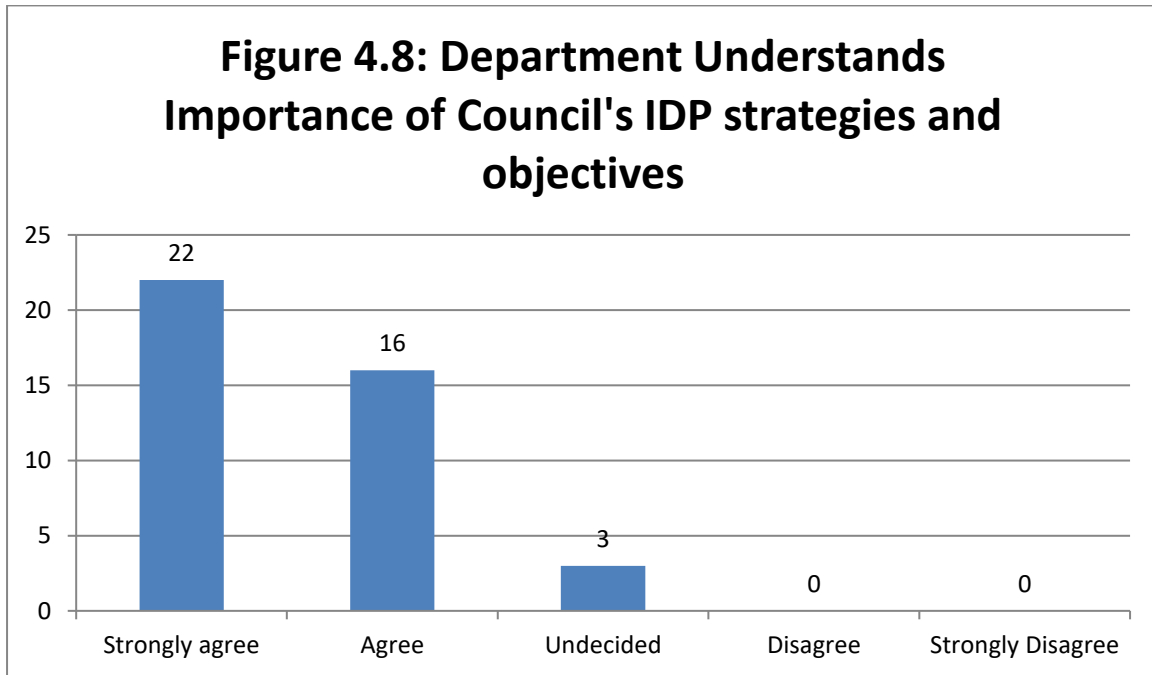 Figure 4.8: Department Understands
Importance of Council's IDP strategies and
objectives
25
20
15
10
5
0
22
16
3
0
0
Strongly agree
Agree
Undecided
Disagree
Strongly Disagree